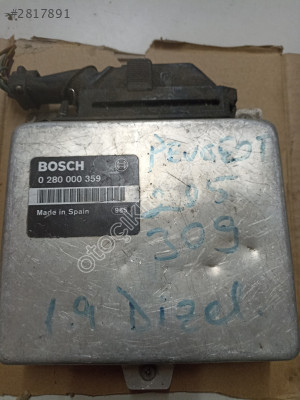 #2817891
BOSCH
0 280 000 359
Made in Spain
PEUGEOT
205
309
1.9 Dizel